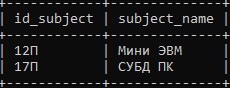 | id_subject | subject_name |
| 12П | Мини ЭВМ |
| 17П | СУБД ПК |